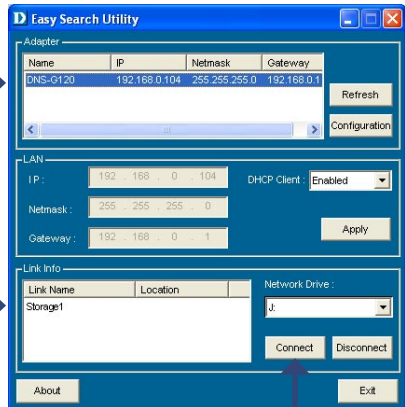 D Easy Search Utility
Adapter
Name IP Netmask Gateway
DNS-G120 192.168.0.104 255.255.255.0 192.168.0.1
Refresh
Configuration
LAN
IP : 192 . 168 . 0 . 104 DHCP Client : Enabled
Netmask : 255 . 255 . 255 . 0
Gateway : 192 . 168 . 0 . 1 Apply
Link Info
Link Name Location Network Drive :
Storage1 J:
Connect Disconnect
About Exit